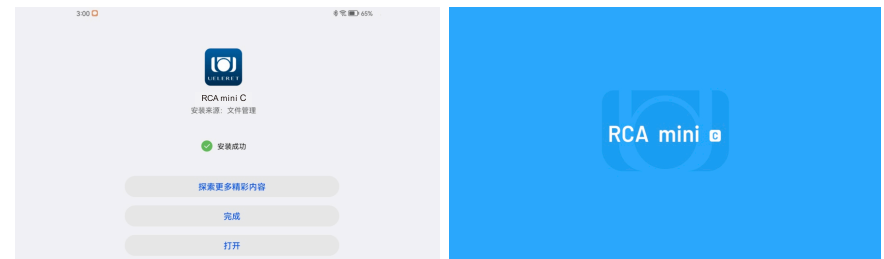 3:00
65%
UELEBET
RCA mini C
安装来源：文件管理
安装成功
探索更多精彩内容
完成
打开
RCA mini C